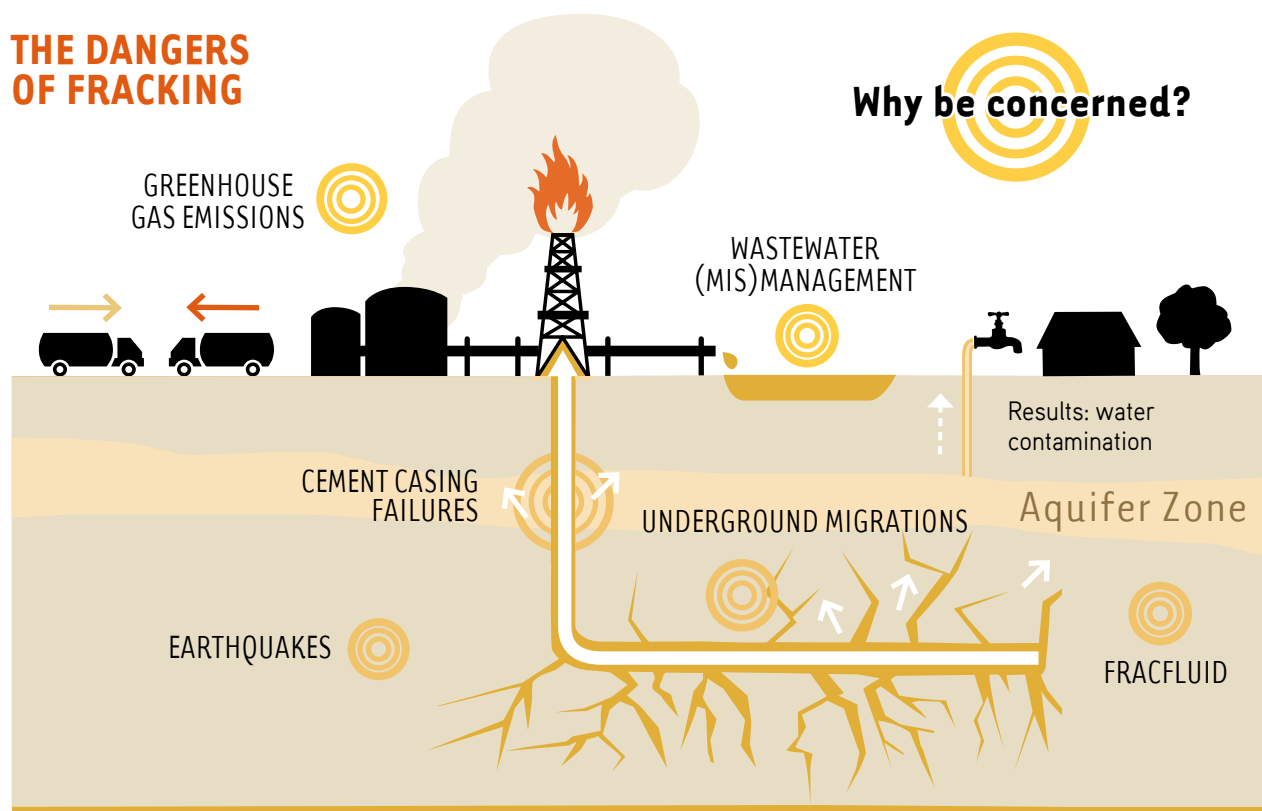 THE DANGERS
OF FRACKING
Why be concerned?
GREENHOUSE
GAS EMISSIONS
WASTEWATER
(MIS)MANAGEMENT
Results: water
contamination
CEMENT CASING
FAILURES
UNDERGROUND MIGRATIONS
Aquifer Zone
EARTHQUAKES
FRACFLUID